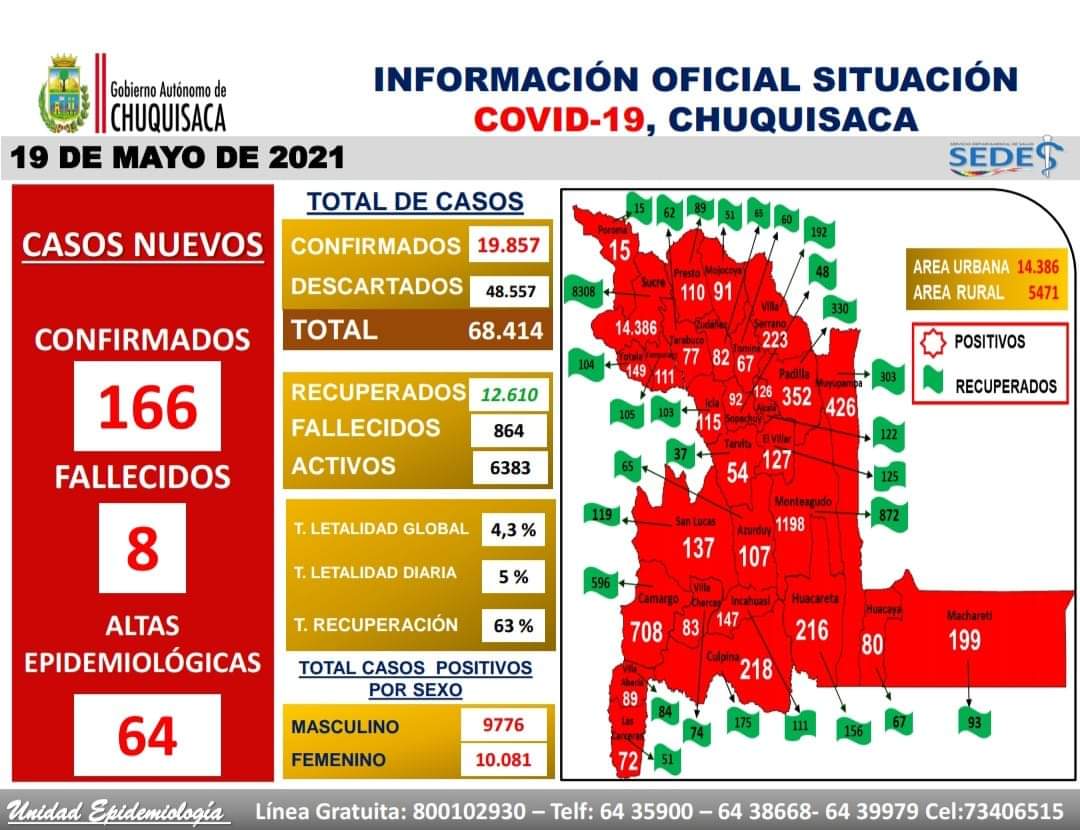 Gobierno Autónomo de
CHUQUISACA
INFORMACIÓN OFICIAL SITUACIÓN
COVID-19, CHUQUISACA
19 DE MAYO DE 2021
SERVICIO DEPARTAMENTAL DE SALUD
SEDES
CASOS NUEVOS
CONFIRMADOS
166
FALLECIDOS
8
ALTAS
EPIDEMIOLÓGICAS
64
TOTAL DE CASOS
CONFIRMADOS 19.857
DESCARTADOS 48.557
TOTAL 68.414
RECUPERADOS 12.610
FALLECIDOS 864
ACTIVOS 6383
T. LETALIDAD GLOBAL 4,3 %
T. LETALIDAD DIARIA 5 %
T. RECUPERACIÓN 63 %
TOTAL CASOS POSITIVOS
POR SEXO
MASCULINO 9776
FEMENINO 10.081
AREA URBANA 14.386
AREA RURAL 5471
POSITIVOS
RECUPERADOS
15 62 89 51 65 60 192
48
330
8308
104
105
103
37
65
119
596
303
122
125
872
Poroma
15
Sucre
14.386
Presto
110
Mojocoya
91
Villa
Serrano
223
Zudañez
82
Tarabuco
77
Tomina
67
Yotala
149
111
Padilla
352
Muyupampa
426
Icla
115
Sopachuy
92
Alcalá
126
Tarvita
54
El Villar
127
Monteagudo
1198
San Lucas
137
Azurduy
107
Camargo
708
Villa
Charcas
83
Incahuasi
147
Huacareta
216
Huacaya
80
Machareti
199
Culpina
218
Villa
Abecia
89
Las
Carreras
72
84
51
74
175
111
156
67
93
Unidad Epidemiología
Línea Gratuita: 800102930 – Telf: 64 35900 – 64 38668- 64 39979 Cel:73406515